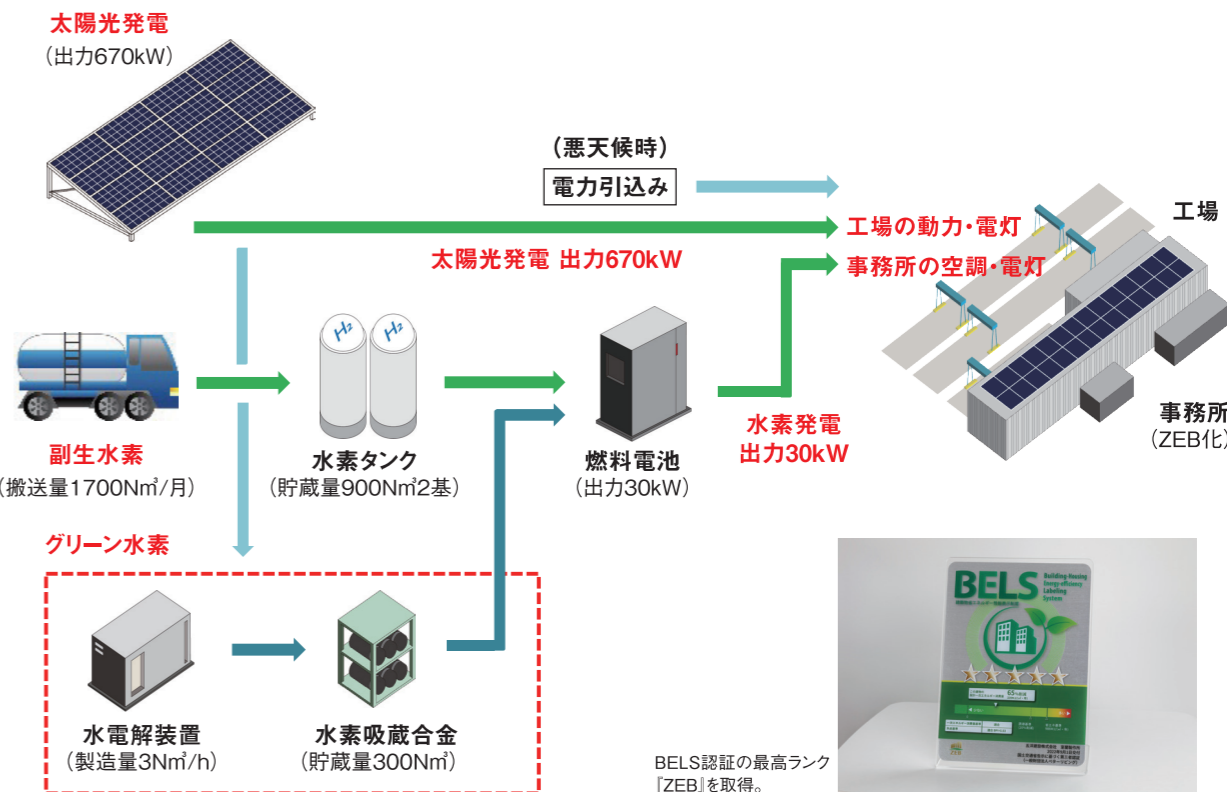 太陽光発電
(出力670kW)
(悪天候時)
電力引込み
工場
工場の動力・電灯
太陽光発電 出力670kW
事務所の空調・電灯
H2
H2
水素発電
出力30kW
事務所
(ZEB化)
副生水素
(搬送量1700N㎥/月)
水素タンク
(貯蔵量900N㎥2基)
燃料電池
(出力30kW)
グリーン水素
水電解装置
(製造量3N㎥/h)
水素吸蔵合金
(貯蔵量300N㎥)
BELS
Building-Housing
Energy-efficiency
Labeling
System
65%
ZEB
BELS認証の最高ランク
『ZEB』を取得。